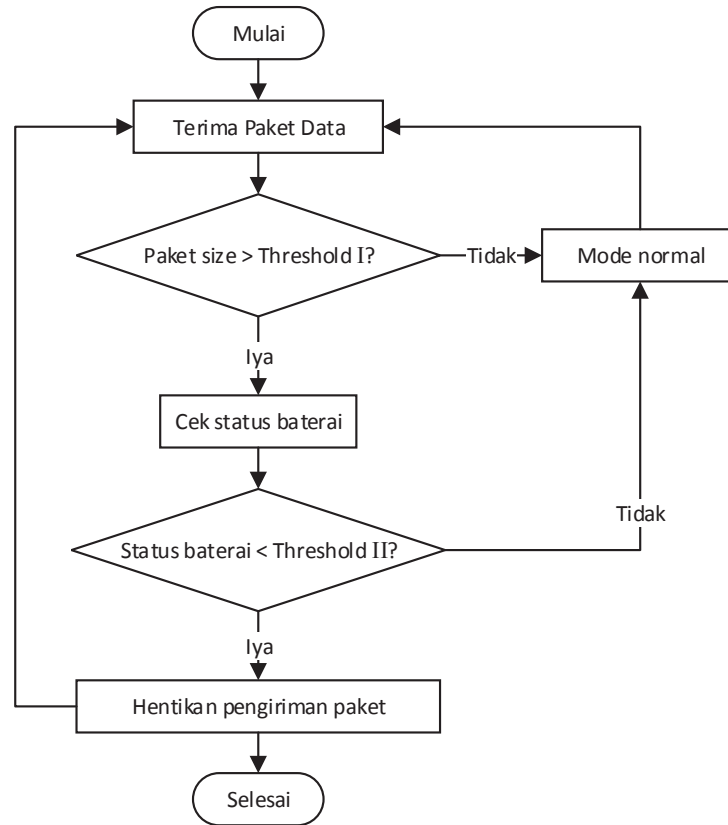 Mulai
Terima Paket Data
Paket size > Threshold I?
Tidak
Mode normal
Iya
Cek status baterai
Tidak
Status baterai < Threshold II?
Iya
Hentikan pengiriman paket
Selesai